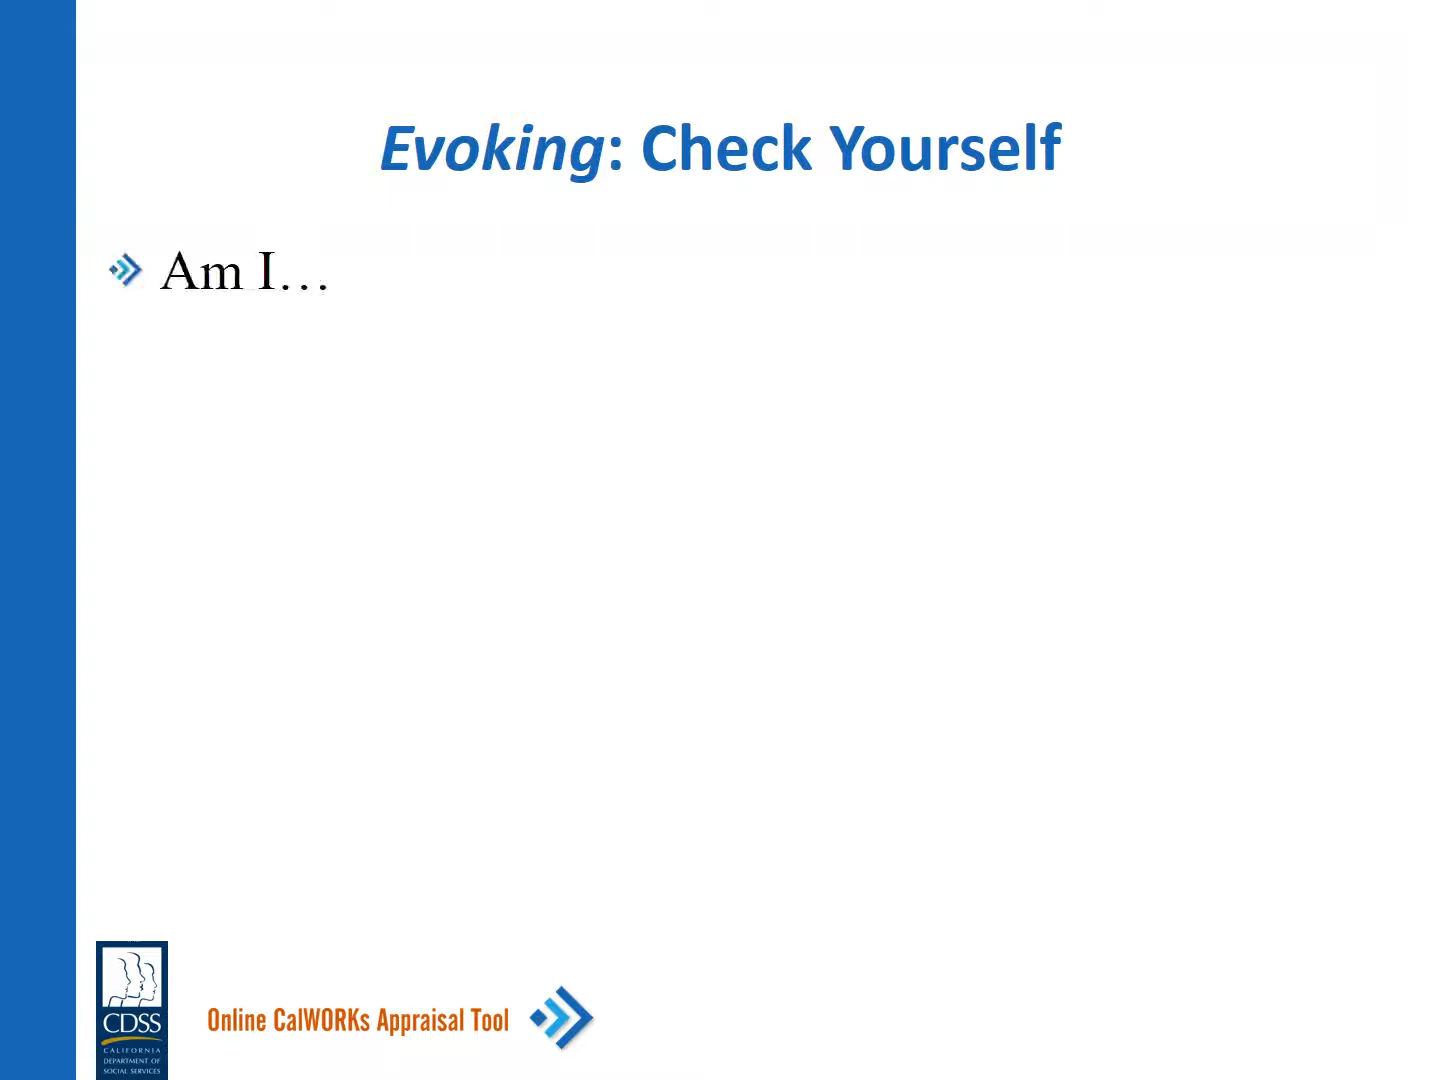 Evoking: Check Yourself
Am I…
CDSS
CALIFORNIA
DEPARTMENT OF
SOCIAL SERVICES
Online CalWORKs Appraisal Tool